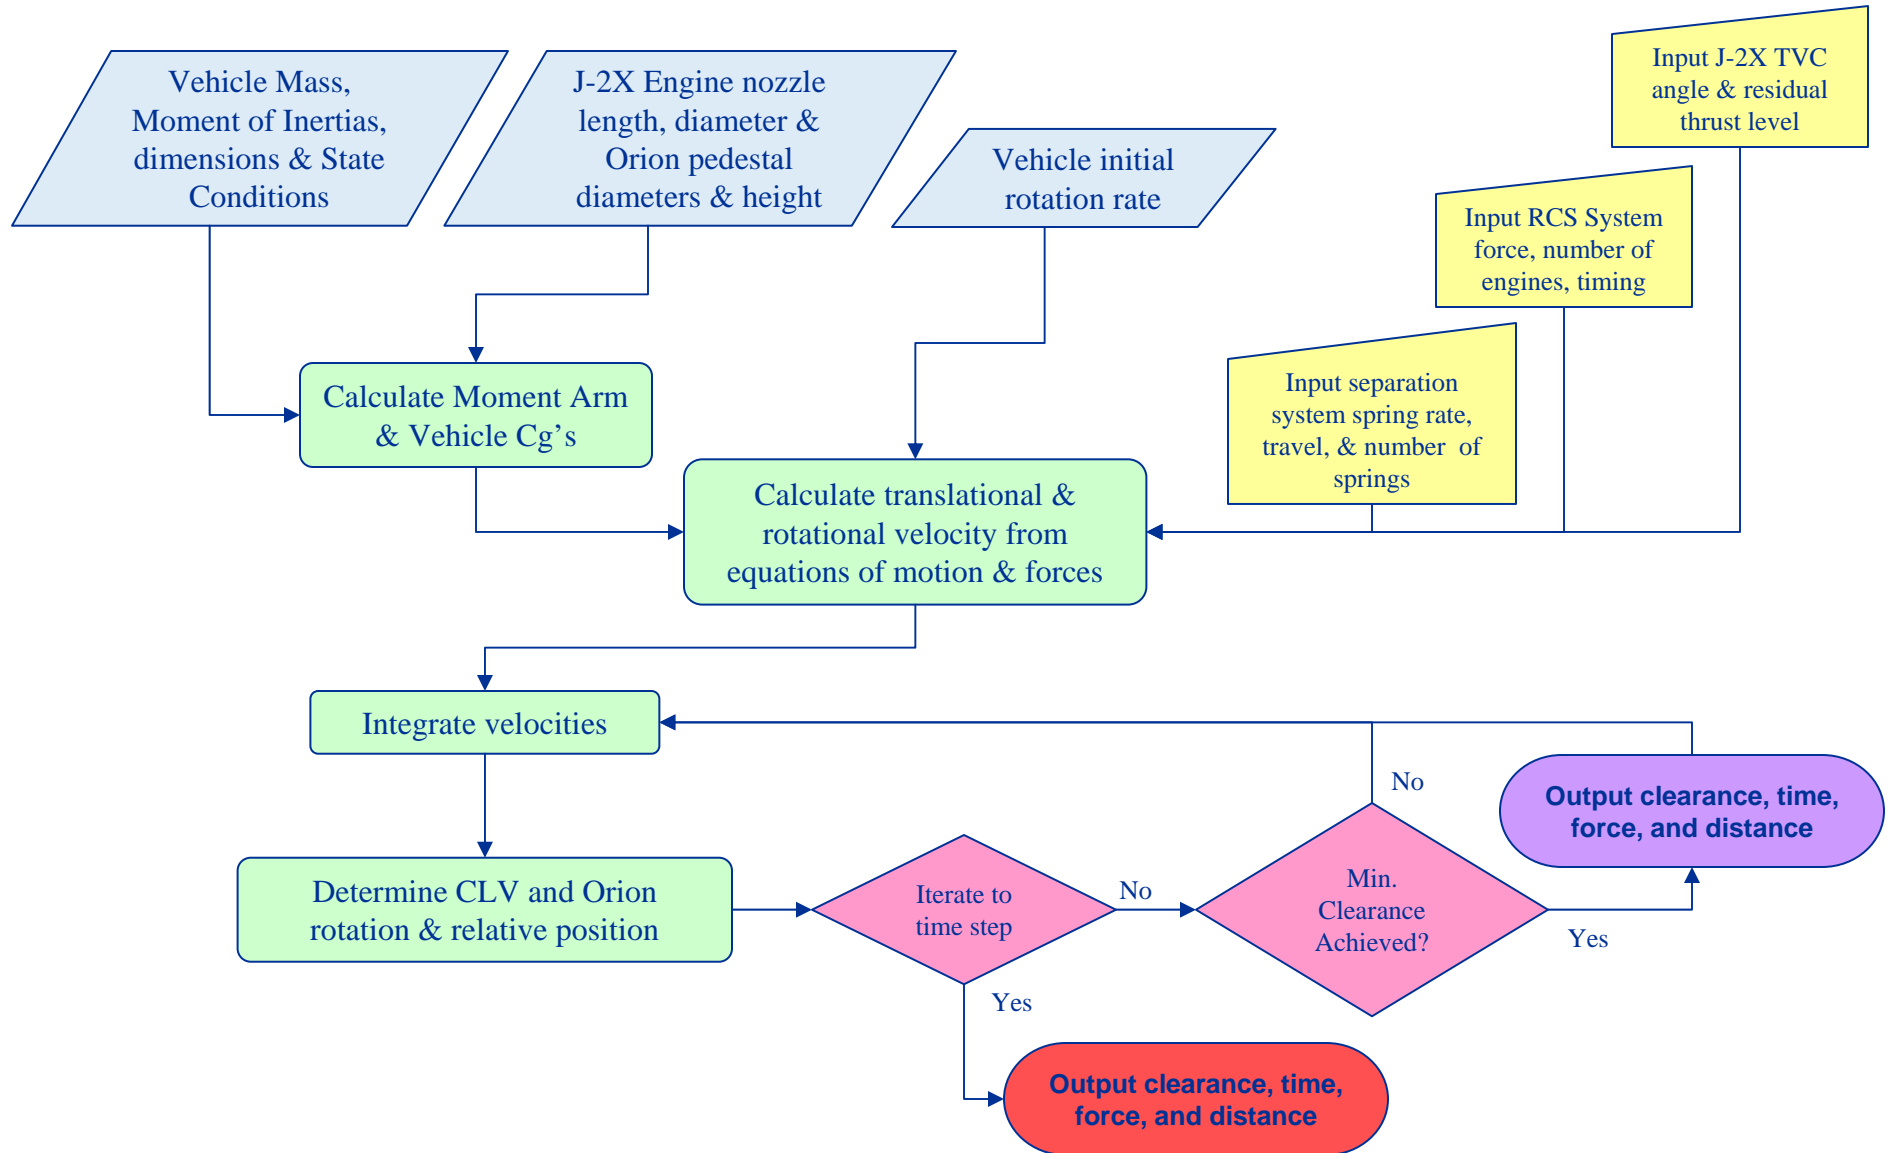 Vehicle Mass,
Moment of Inertias,
dimensions & State
Conditions
J-2X Engine nozzle
length, diameter &
Orion pedestal
diameters & height
Vehicle initial
rotation rate
Input J-2X TVC
angle & residual
thrust level
Input RCS System
force, number of
engines, timing
Input separation
system spring rate,
travel, & number of
springs
Calculate Moment Arm
& Vehicle Cg's
Calculate translational &
rotational velocity from
equations of motion & forces
Integrate velocities
Determine CLV and Orion
rotation & relative position
Iterate to
time step
No
Yes
Min.
Clearance
Achieved?
No
Yes
Output clearance, time,
force, and distance
Output clearance, time,
force, and distance